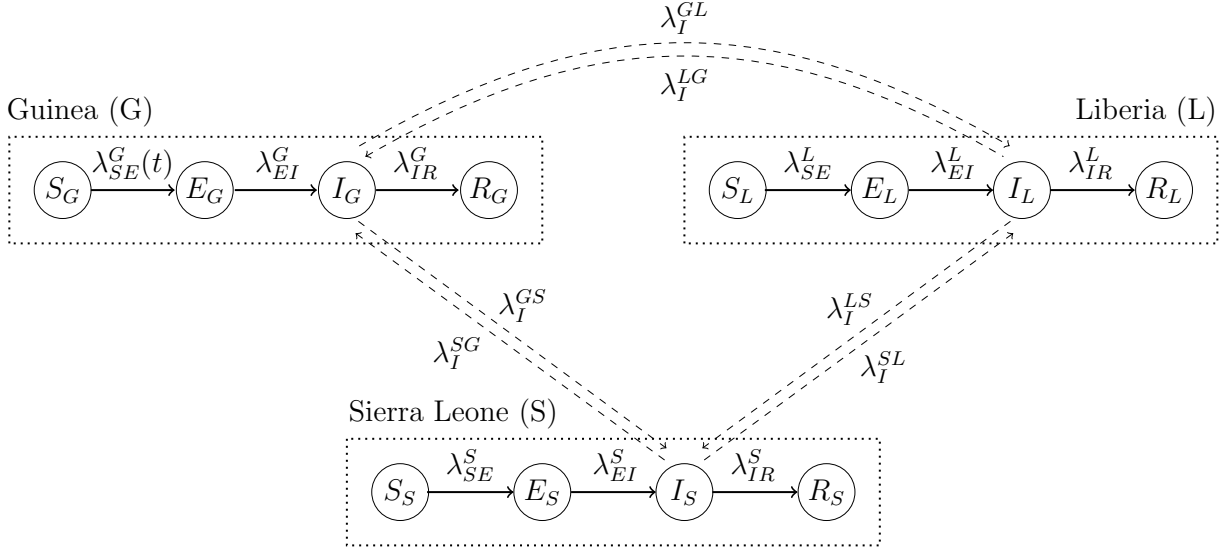 λ_I^{GL}
λ_I^{LG}
Guinea (G)
Liberia (L)
λ_{SE}^G(t) λ_{EI}^G λ_{IR}^G
λ_{SE}^L λ_{EI}^L λ_{IR}^L
S_G E_G I_G R_G
S_L E_L I_L R_L
λ_I^{GS}
λ_I^{LS}
λ_I^{SG}
λ_I^{SL}
Sierra Leone (S)
λ_{SE}^S λ_{EI}^S λ_{IR}^S
S_S E_S I_S R_S